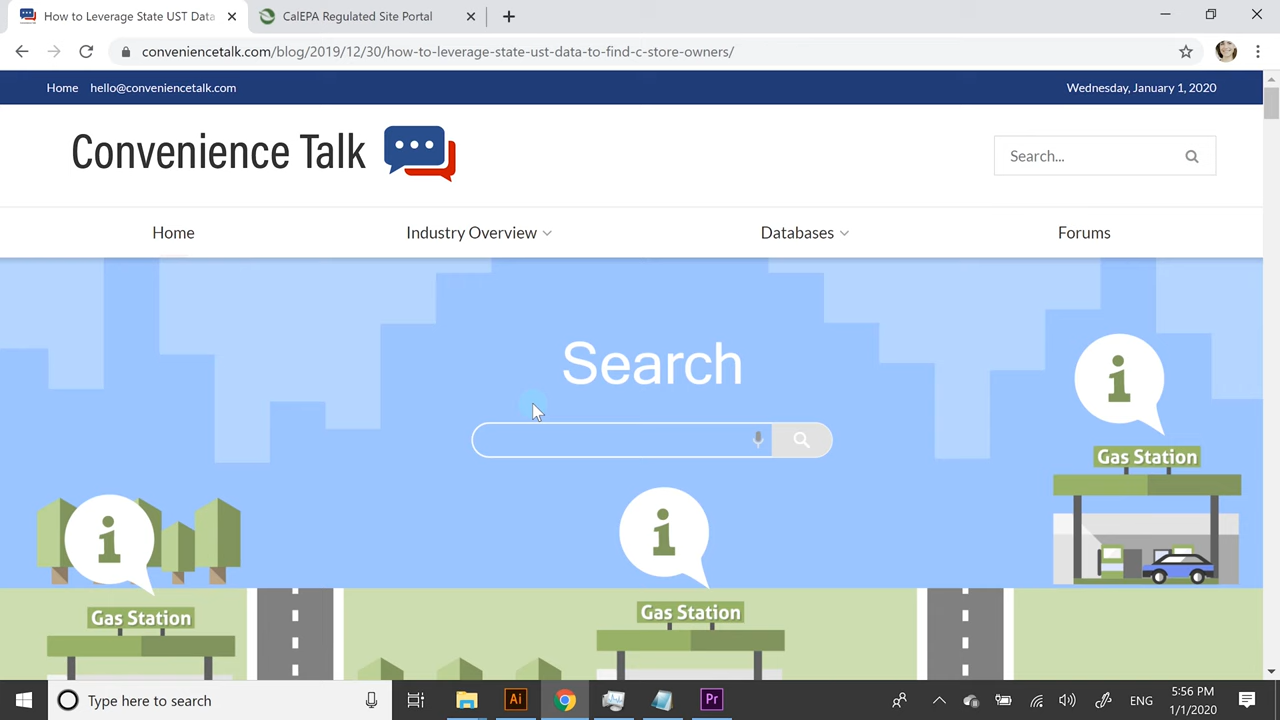 How to Leverage State UST Data
CalEPA Regulated Site Portal
conveniencetalk.com/blog/2019/12/30/how-to-leverage-state-ust-data-to-find-c-store-owners/
Home hello@conveniencetalk.com Wednesday, January 1, 2020
Convenience Talk
Search...
Home Industry Overview Databases Forums
Search
i
Gas Station
i
i
Gas Station
Gas Station
Type here to search
Ai
Pr
ENG
5:56 PM
1/1/2020